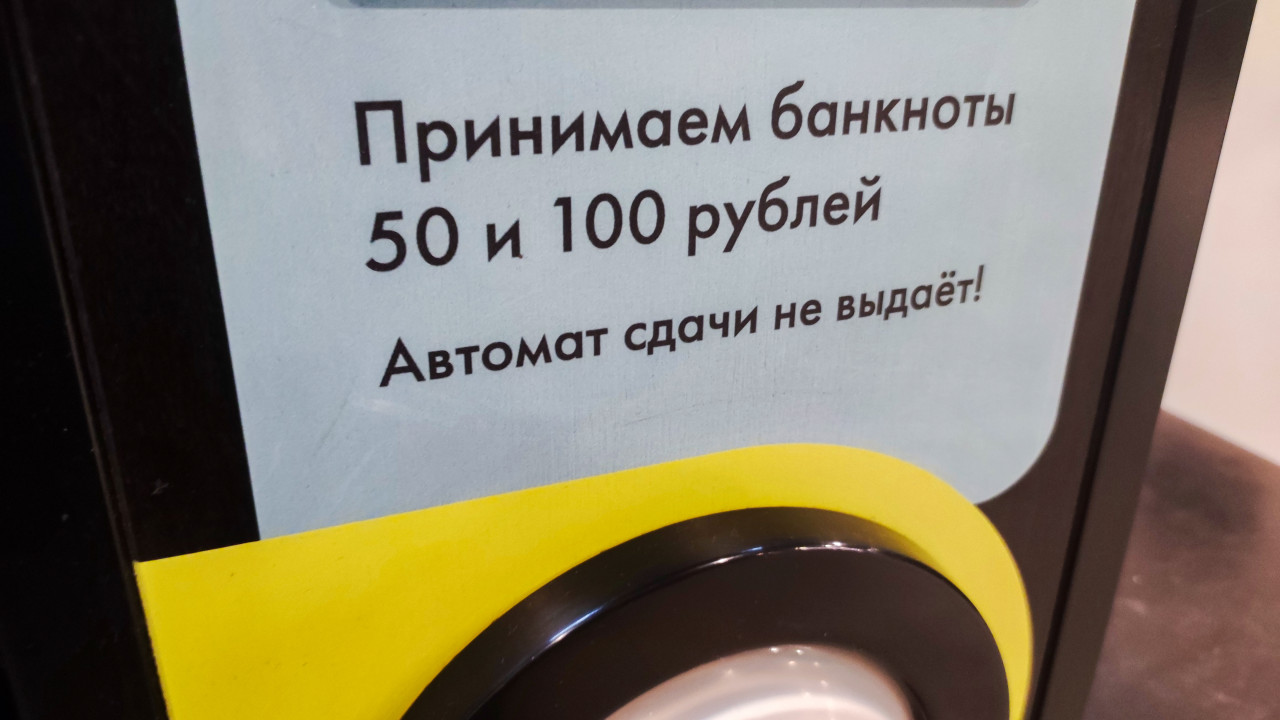 Принимаем банкноты
50 и 100 рублей
Автомат сдачи не выдаёт!